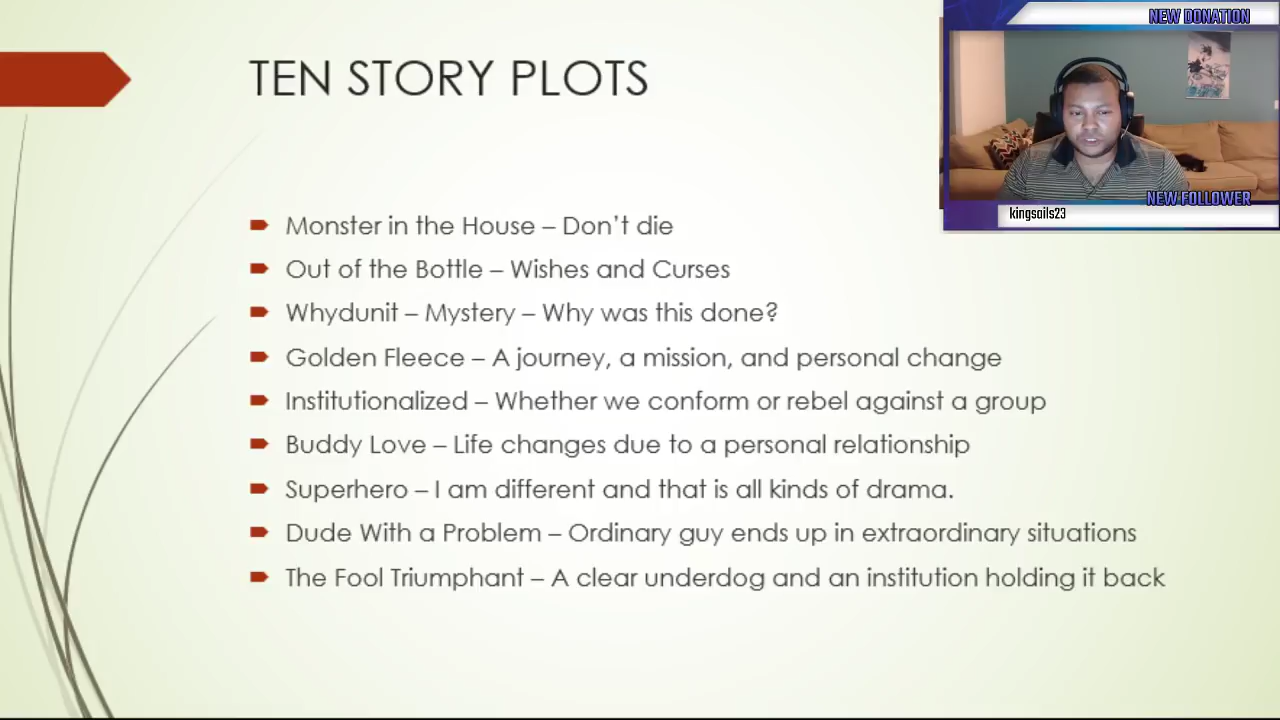 NEW DONATION
TEN STORY PLOTS
NEW FOLLOWER
kingsails23
Monster in the House – Don’t die
Out of the Bottle – Wishes and Curses
Whydunit – Mystery – Why was this done?
Golden Fleece – A journey, a mission, and personal change
Institutionalized – Whether we conform or rebel against a group
Buddy Love – Life changes due to a personal relationship
Superhero – I am different and that is all kinds of drama.
Dude With a Problem – Ordinary guy ends up in extraordinary situations
The Fool Triumphant – A clear underdog and an institution holding it back